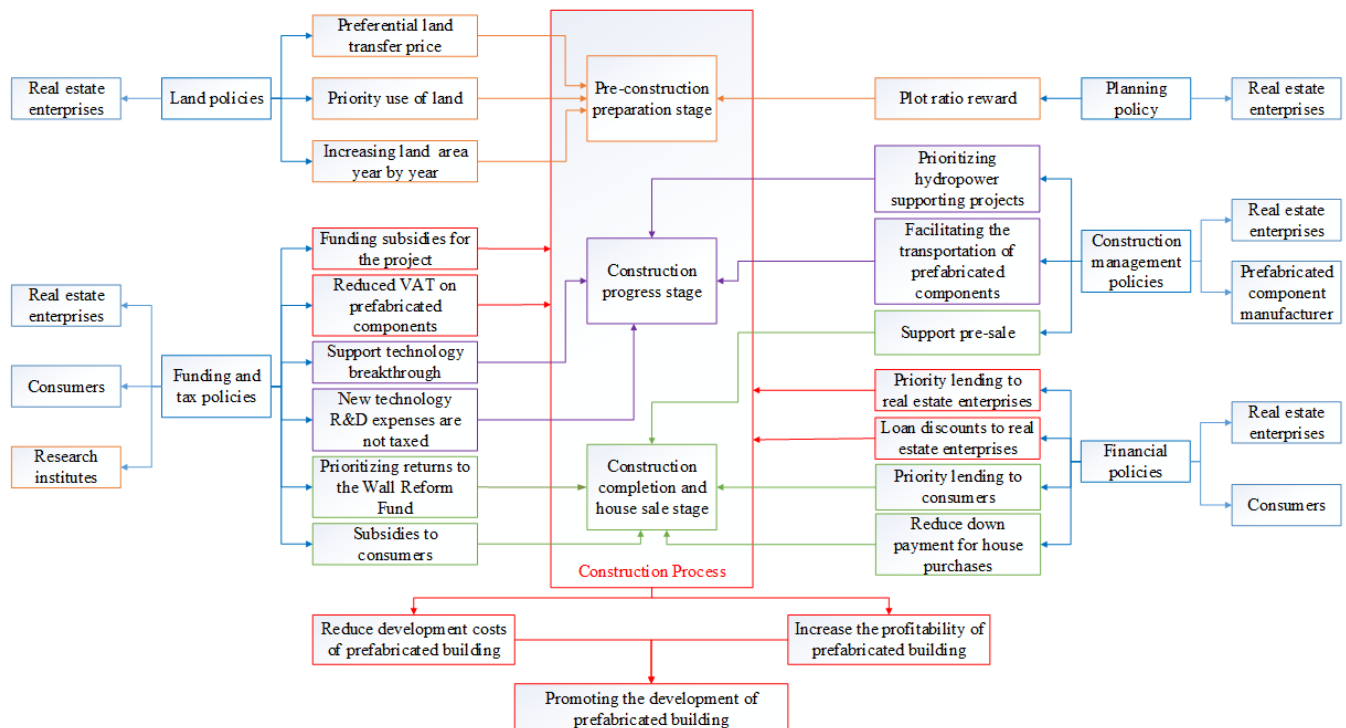 Preferential land
transfer price
Real estate
enterprises
Land policies
Priority use of land
Increasing land area
year by year
Pre-construction
preparation stage
Plot ratio reward
Planning
policy
Real estate
enterprises
Prioritizing
hydropower
supporting projects
Facilitating the
transportation of
prefabricated
components
Support pre-sale
Construction
management
policies
Real estate
enterprises
Prefabricated
component
manufacturer
Funding subsidies for
the project
Reduced VAT on
prefabricated
components
Support technology
breakthrough
New technology
R&D expenses are
not taxed
Prioritizing returns to
the Wall Reform
Fund
Subsidies to
consumers
Real estate
enterprises
Consumers
Research
institutes
Funding and
tax policies
Construction
progress stage
Construction
completion and
house sale stage
Construction Process
Priority lending to
real estate enterprises
Loan discounts to real
estate enterprises
Priority lending to
consumers
Reduce down
payment for house
purchases
Financial
policies
Real estate
enterprises
Consumers
Reduce development costs
of prefabricated building
Increase the profitability of
prefabricated building
Promoting the development of
prefabricated building